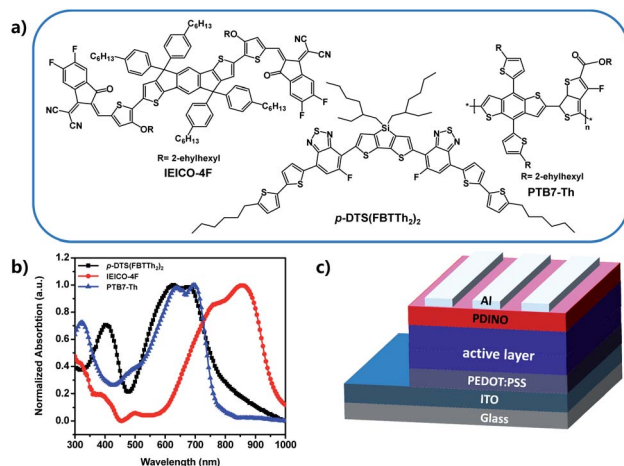 a)
C₆H₁₃
C₆H₁₃
OR
NC
CN
O
F
F
S
S
S
S
O
F
F
NC
CN
OR
C₆H₁₃
C₆H₁₃
R= 2-ehylhexyl
IEICO-4F
Si
N
S
N
N
S
N
S
S
F
F
S
S
S
S
p-DTS(FBTTh₂)₂
R
O
OR
S
S
F
S
S
*
*
n
S
S
R
R= 2-ehylhexyl
PTB7-Th
b)
Normalized Absorbtion (a.u.)
1.0
0.8
0.6
0.4
0.2
0.0
p-DTS(FBTTh₂)₂
IEICO-4F
PTB7-Th
300 400 500 600 700 800 900 1000
Wavelength (nm)
c)
Al
PDINO
active layer
PEDOT:PSS
ITO
Glass